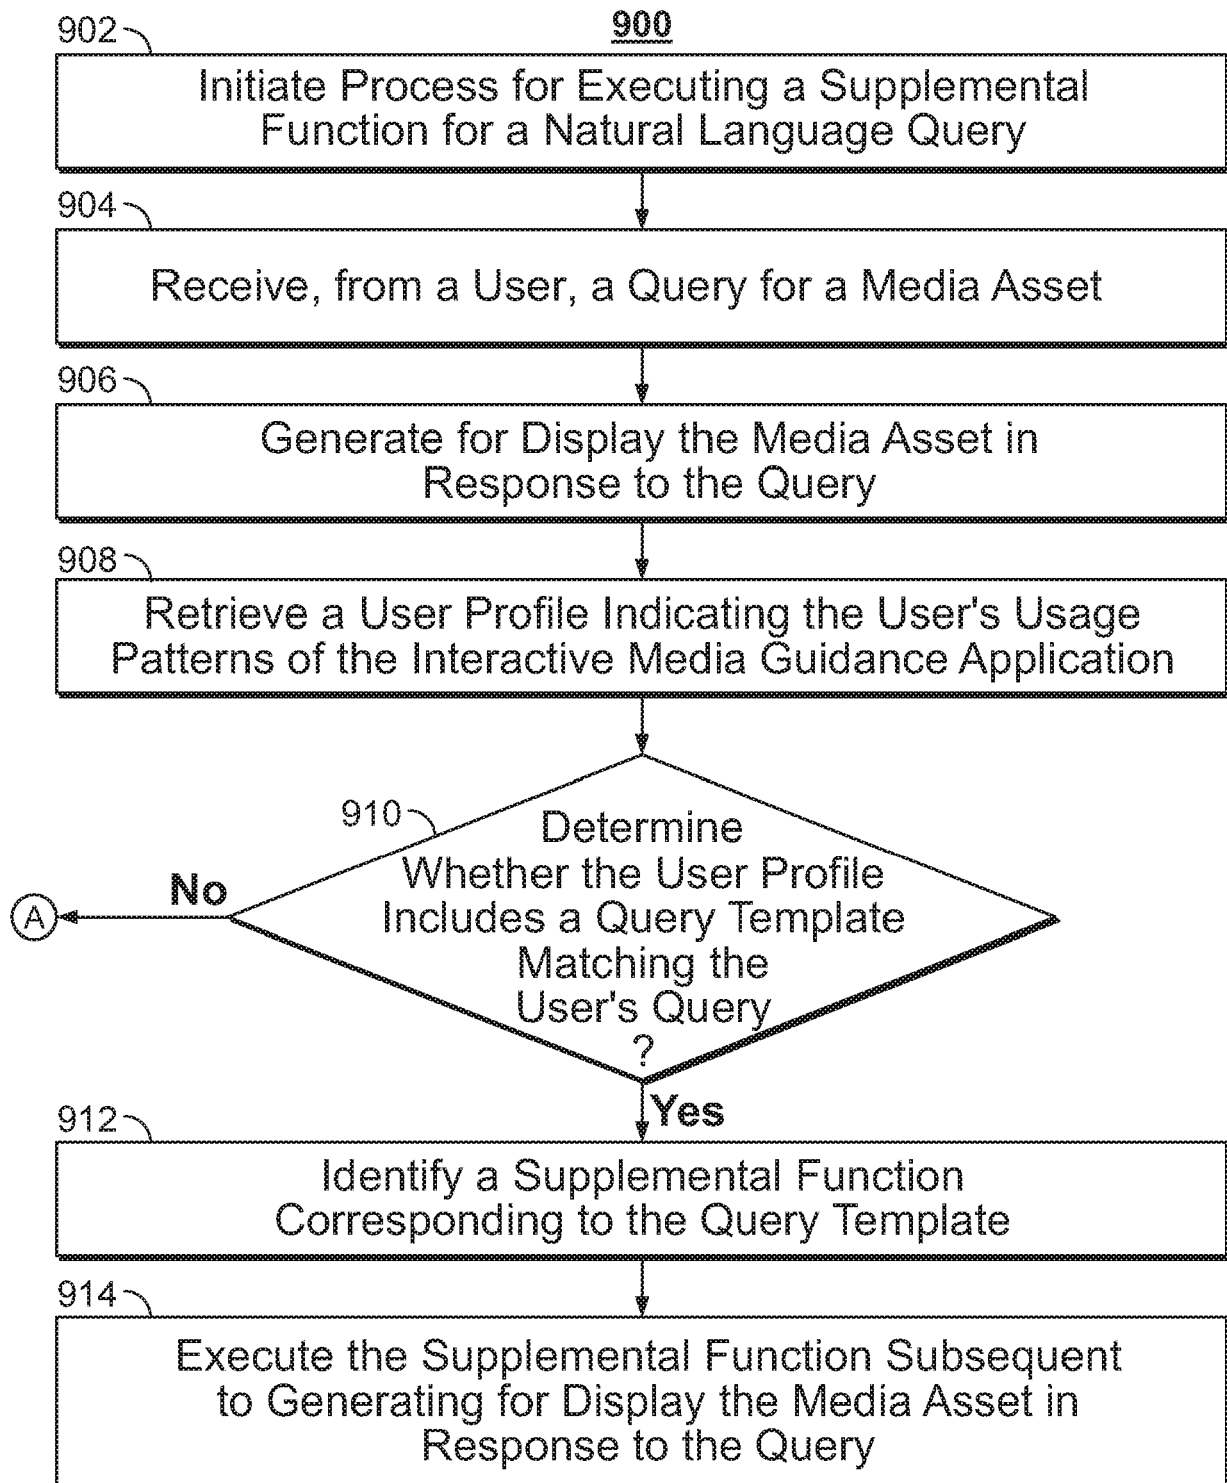 900
902
Initiate Process for Executing a Supplemental
Function for a Natural Language Query
904
Receive, from a User, a Query for a Media Asset
906
Generate for Display the Media Asset in
Response to the Query
908
Retrieve a User Profile Indicating the User's Usage
Patterns of the Interactive Media Guidance Application
910
Determine
Whether the User Profile
Includes a Query Template
Matching the
User's Query
?
No
A
Yes
912
Identify a Supplemental Function
Corresponding to the Query Template
914
Execute the Supplemental Function Subsequent
to Generating for Display the Media Asset in
Response to the Query